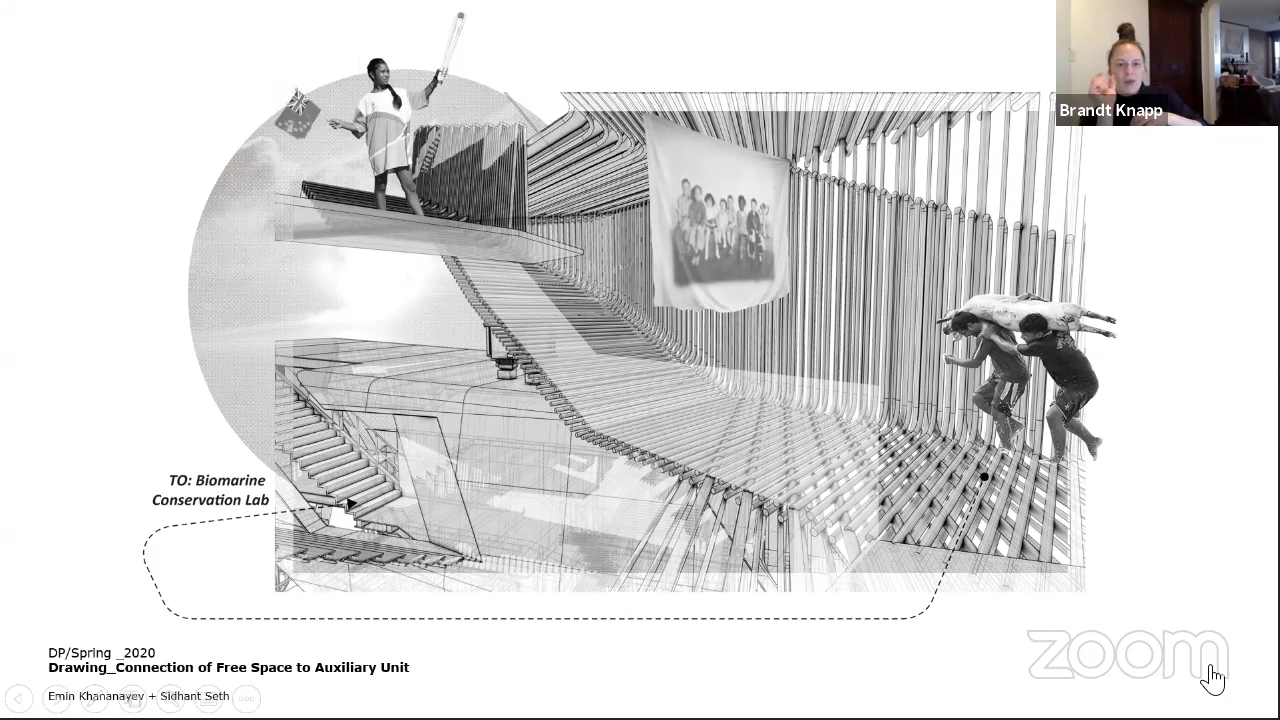 Brandt Knapp
TO: Biomarine
Conservation Lab
DP/Spring _2020
Drawing_Connection of Free Space to Auxiliary Unit
zoom
Emin Khananayev + Sidhant Seth